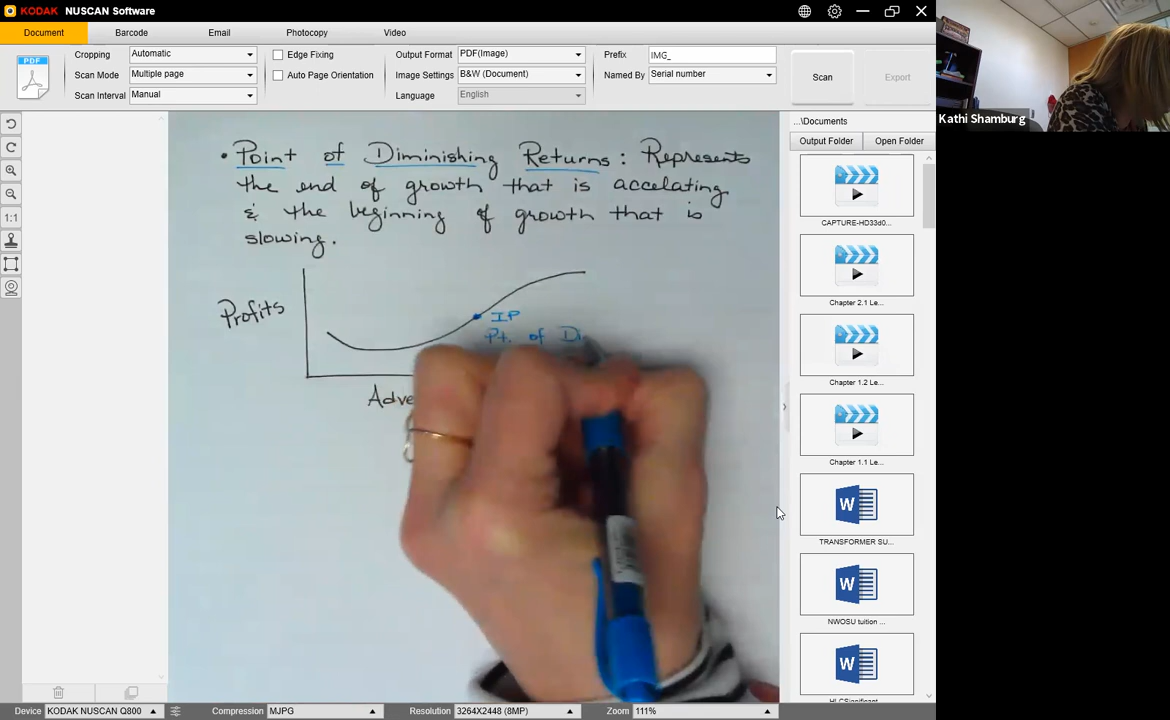 KODAK NUSCAN Software
Document Barcode Email Photocopy Video
Cropping Automatic Edge Fixing Output Format PDF(Image) Prefix IMG_
PDF Scan Mode Multiple page Auto Page Orientation Image Settings B&W (Document) Named By Serial number Scan Export
Scan Interval Manual Language English
Kathi Shamburg
...\Documents
Output Folder Open Folder
1:1
• Point of Diminishing Returns: Represents
the end of growth that is accelating
& the beginning of growth that is
slowing.
Profits
IP
Pt. of Di
Adve
CAPTURE-HD33d0...
Chapter 2.1 Le...
Chapter 1.2 Le...
Chapter 1.1 Le...
W
TRANSFORMER SU...
W
NWOSU tuition ...
W
HLCSignificant
Device KODAK NUSCAN Q800 Compression MJPG Resolution 3264X2448 (8MP) Zoom 111%